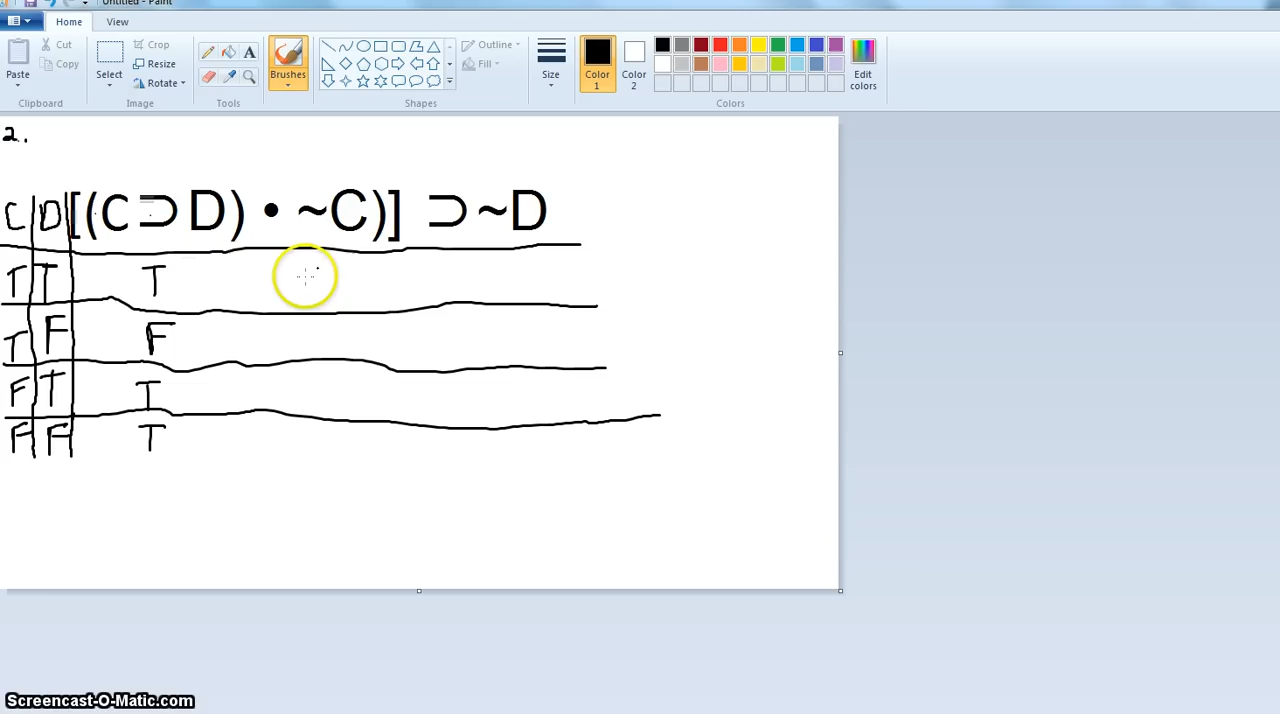 Untitled - Paint
Home View
Paste Cut Copy Clipboard
Select Crop Resize Rotate Image
A Tools
Brushes
Outline Fill Shapes
Size
Color 1 Color 2 Edit colors Colors
2.
C D [(C ⊃ D) • ~C)] ⊃ ~D
T T T
T F F
F T T
F F T
Screencast-O-Matic.com